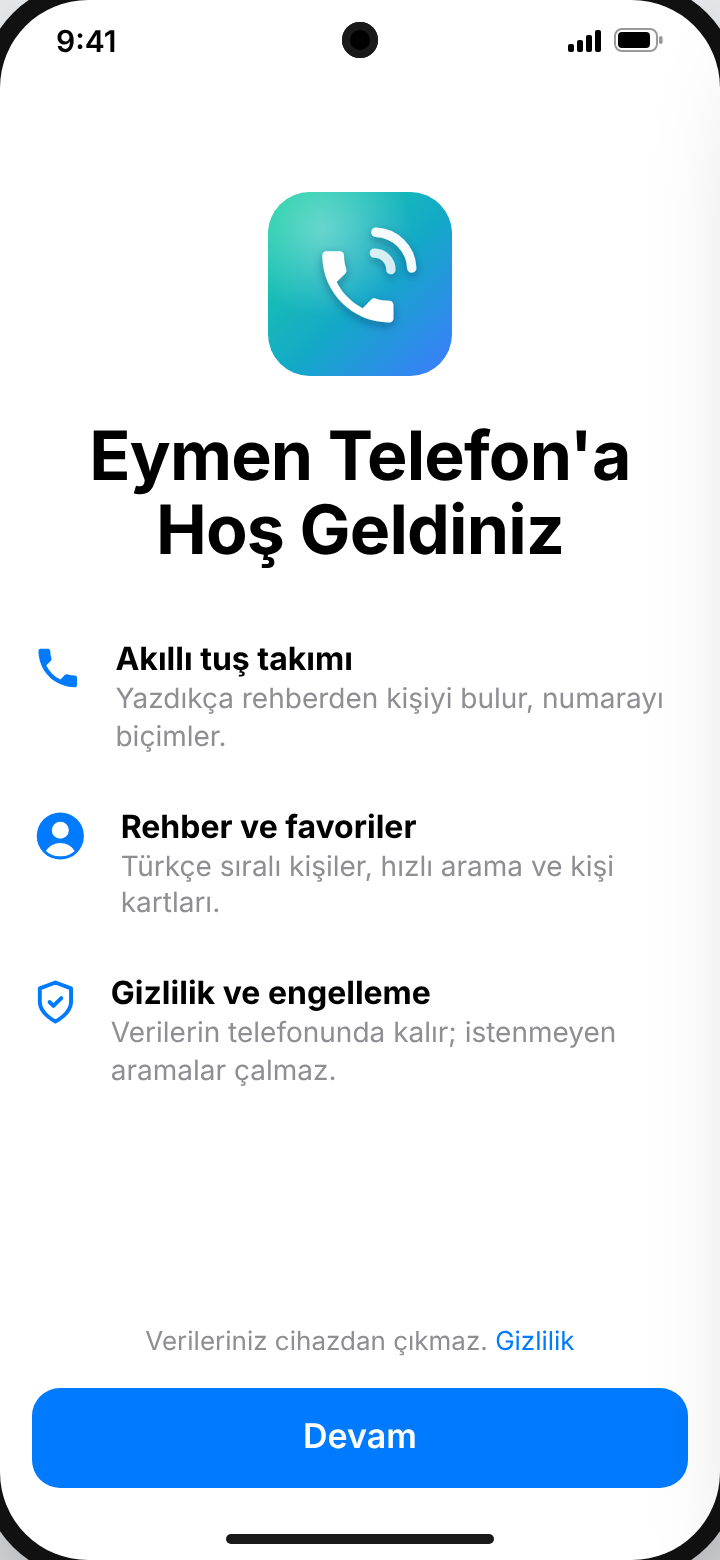 9:41
Eymen Telefon'a
Hoş Geldiniz
Akıllı tuş takımı
Yazdıkça rehberden kişiyi bulur, numarayı
biçimler.
Rehber ve favoriler
Türkçe sıralı kişiler, hızlı arama ve kişi
kartları.
Gizlilik ve engelleme
Verilerin telefonunda kalır; istenmeyen
aramalar çalmaz.
Verileriniz cihazdan çıkmaz. Gizlilik
Devam